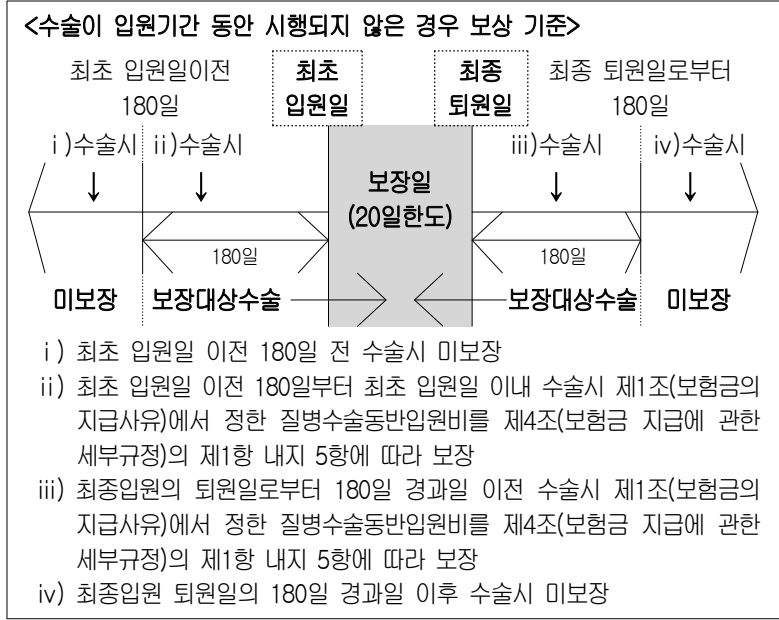 <수술이 입원기간 동안 시행되지 않은 경우 보상 기준>
최초 입원일이전
180일
최초
입원일
최종
퇴원일
최종 퇴원일로부터
180일
ⅰ)수술시
ⅱ)수술시
ⅲ)수술시
ⅳ)수술시
보장일
(20일한도)
180일
180일
미보장
보장대상수술
보장대상수술
미보장
ⅰ) 최초 입원일 이전 180일 전 수술시 미보장
ⅱ) 최초 입원일 이전 180일부터 최초 입원일 이내 수술시 제1조(보험금의
지급사유)에서 정한 질병수술동반입원비를 제4조(보험금 지급에 관한
세부규정)의 제1항 내지 5항에 따라 보장
ⅲ) 최종입원의 퇴원일로부터 180일 경과일 이전 수술시 제1조(보험금의
지급사유)에서 정한 질병수술동반입원비를 제4조(보험금 지급에 관한
세부규정)의 제1항 내지 5항에 따라 보장
ⅳ) 최종입원 퇴원일의 180일 경과일 이후 수술시 미보장